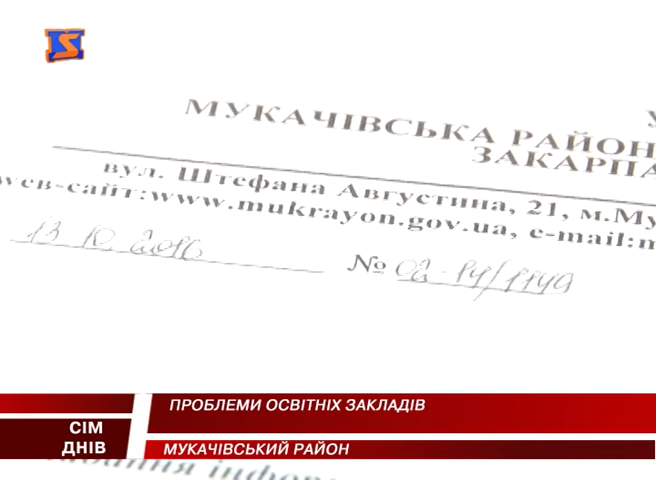 У
МУКАЧІВСЬКА РАЙОН
ЗАКАРПА
вул. Штефана Августина, 21, м.Му
web-сайт:www.mukrayon.gov.ua, e-mail:m
13 10 2016 № 02-14/1149
ПРОБЛЕМИ ОСВІТНІХ ЗАКЛАДІВ
СІМ
ДНІВ
МУКАЧІВСЬКИЙ РАЙОН